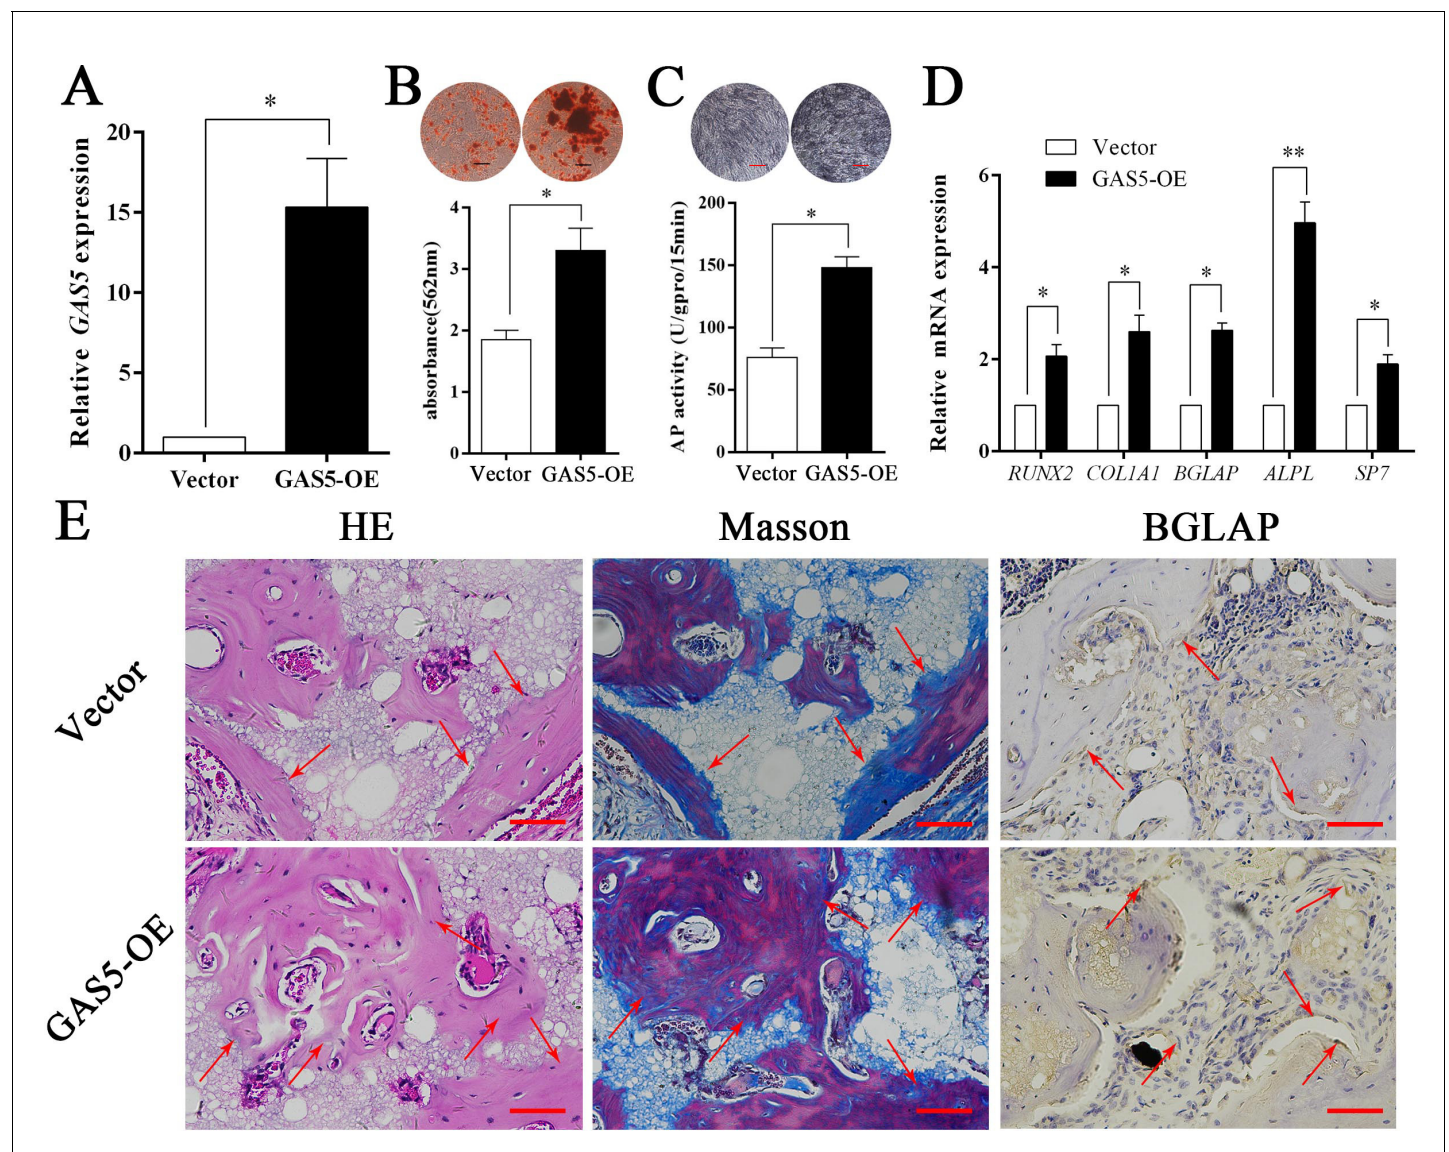 A
*
Relative GAS5 expression
20
15
10
5
0
Vector
GAS5-OE
B
*
absorbance(562nm)
4
3
2
1
0
Vector
GAS5-OE
C
*
AP activity (U/gpro/15min)
200
150
100
50
0
Vector
GAS5-OE
D
Vector
GAS5-OE
Relative mRNA expression
6
4
2
0
*
*
*
**
*
RUNX2
COL1A1
BGLAP
ALPL
SP7
E
HE
Masson
BGLAP
Vector
GAS5-OE